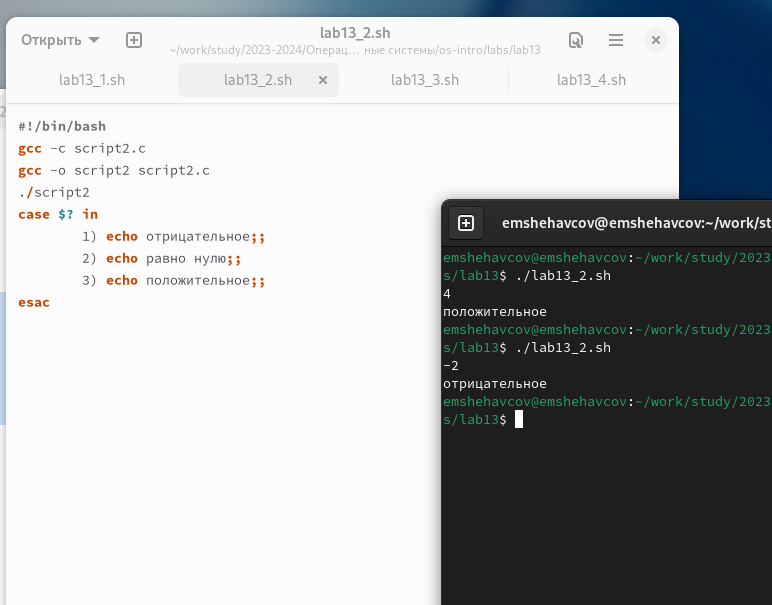 Открыть
lab13_2.sh
~/work/study/2023-2024/Операц… ные системы/os-intro/labs/lab13
lab13_1.sh
lab13_2.sh
lab13_3.sh
lab13_4.sh
#!/bin/bash
gcc -c script2.c
gcc -o script2 script2.c
./script2
case $? in
1) echo отрицательное;;
2) echo равно нулю;;
3) echo положительное;;
esac
emshehavcov@emshehavcov:~/work/st
emshehavcov@emshehavcov:~/work/study/2023
s/lab13$ ./lab13_2.sh
4
положительное
emshehavcov@emshehavcov:~/work/study/2023
s/lab13$ ./lab13_2.sh
-2
отрицательное
emshehavcov@emshehavcov:~/work/study/2023
s/lab13$